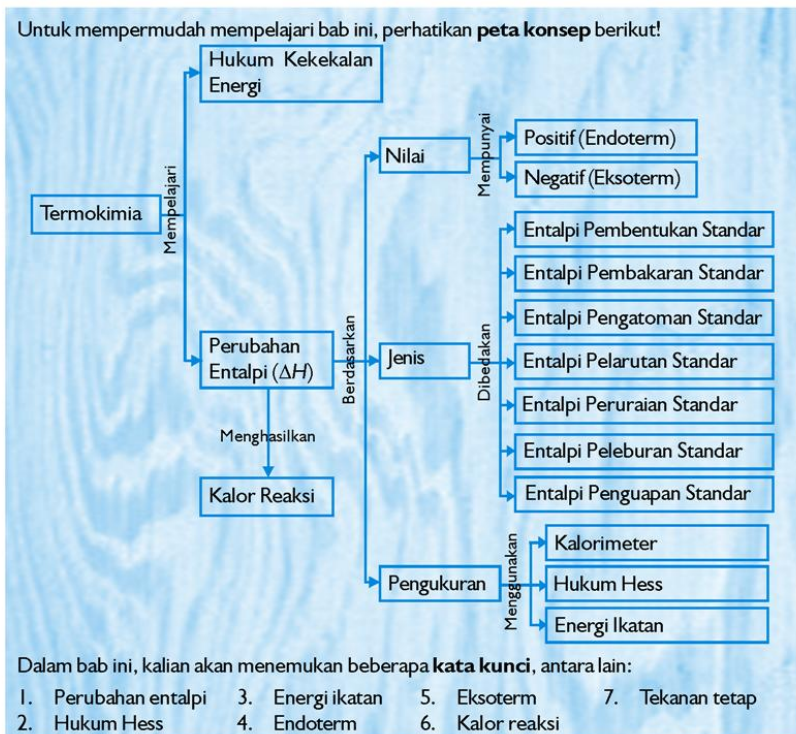 Untuk mempermudah mempelajari bab ini, perhatikan peta konsep berikut!
Hukum Kekekalan
Energi
Termokimia
Mempelajari
Perubahan
Entalpi (ΔH)
Menghasilkan
Kalor Reaksi
Berdasarkan
Nilai
Mempunyai
Positif (Endoterm)
Negatif (Eksoterm)
Jenis
Dibedakan
Entalpi Pembentukan Standar
Entalpi Pembakaran Standar
Entalpi Pengatoman Standar
Entalpi Pelarutan Standar
Entalpi Peruraian Standar
Entalpi Peleburan Standar
Entalpi Penguapan Standar
Pengukuran
Menggunakan
Kalorimeter
Hukum Hess
Energi Ikatan
Dalam bab ini, kalian akan menemukan beberapa kata kunci, antara lain:
1. Perubahan entalpi 3. Energi ikatan 5. Eksoterm 7. Tekanan tetap
2. Hukum Hess 4. Endoterm 6. Kalor reaksi